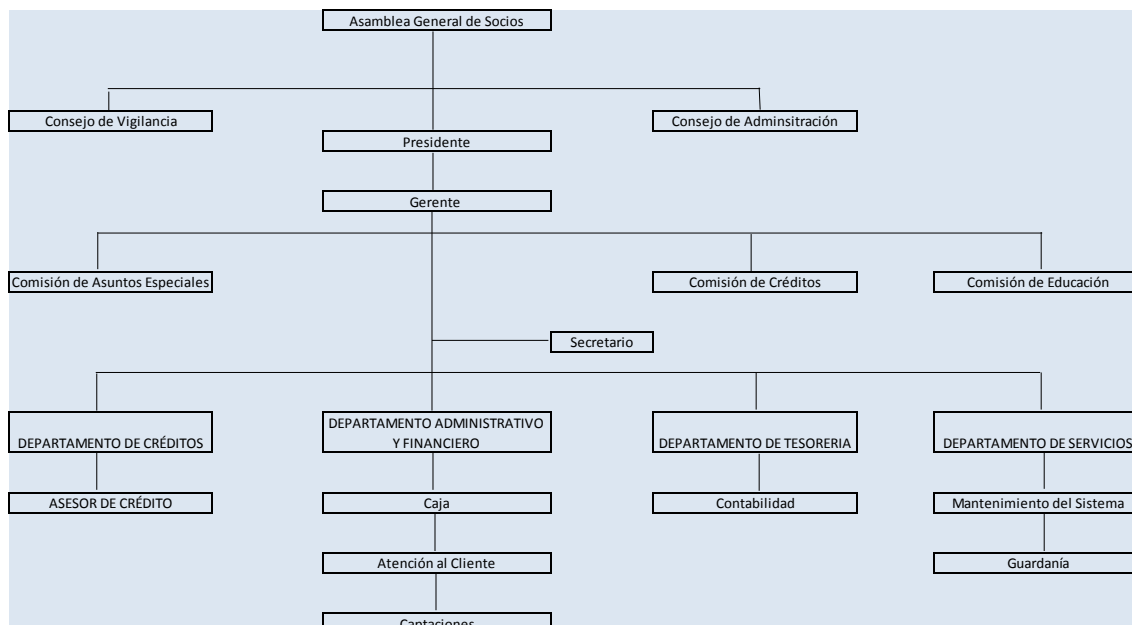 Asamblea General de Socios
Consejo de Vigilancia
Consejo de Adminsitración
Presidente
Gerente
Comisión de Asuntos Especiales
Comisión de Créditos
Comisión de Educación
Secretario
DEPARTAMENTO DE CRÉDITOS
DEPARTAMENTO ADMINISTRATIVO
Y FINANCIERO
DEPARTAMENTO DE TESORERIA
DEPARTAMENTO DE SERVICIOS
ASESOR DE CRÉDITO
Caja
Contabilidad
Mantenimiento del Sistema
Atención al Cliente
Guardanía
Captaciones